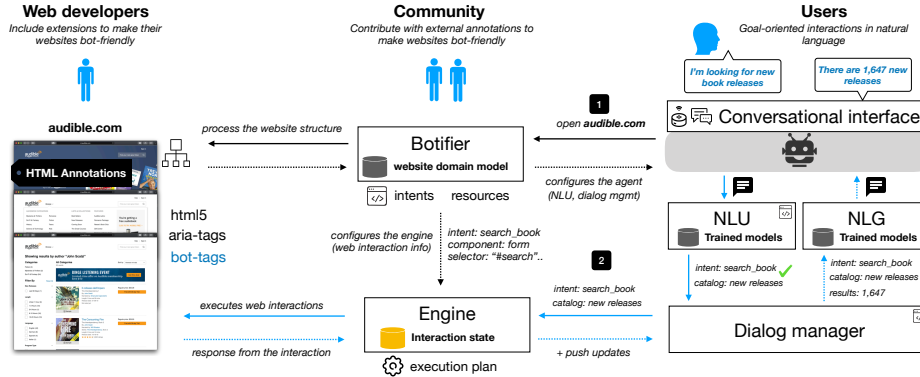 Web developers
Include extensions to make their
websites bot-friendly
Community
Contribute with external annotations to
make websites bot-friendly
Users
Goal-oriented interactions in natural
language
I'm looking for new
book releases
There are 1,647 new
releases
audible.com
HTML Annotations
process the website structure
Botifier
website domain model
intents
resources
1
open audible.com
Conversational interface
configures the agent
(NLU, dialog mgmt)
html5
aria-tags
bot-tags
configures the engine
(web interaction info)
intent: search_book
component: form
selector: "#search"..
NLU
Trained models
NLG
Trained models
2
intent: search_book
catalog: new releases
intent: search_book
catalog: new releases
intent: search_book
catalog: new releases
results: 1,647
executes web interactions
response from the interaction
Engine
Interaction state
execution plan
+ push updates
Dialog manager